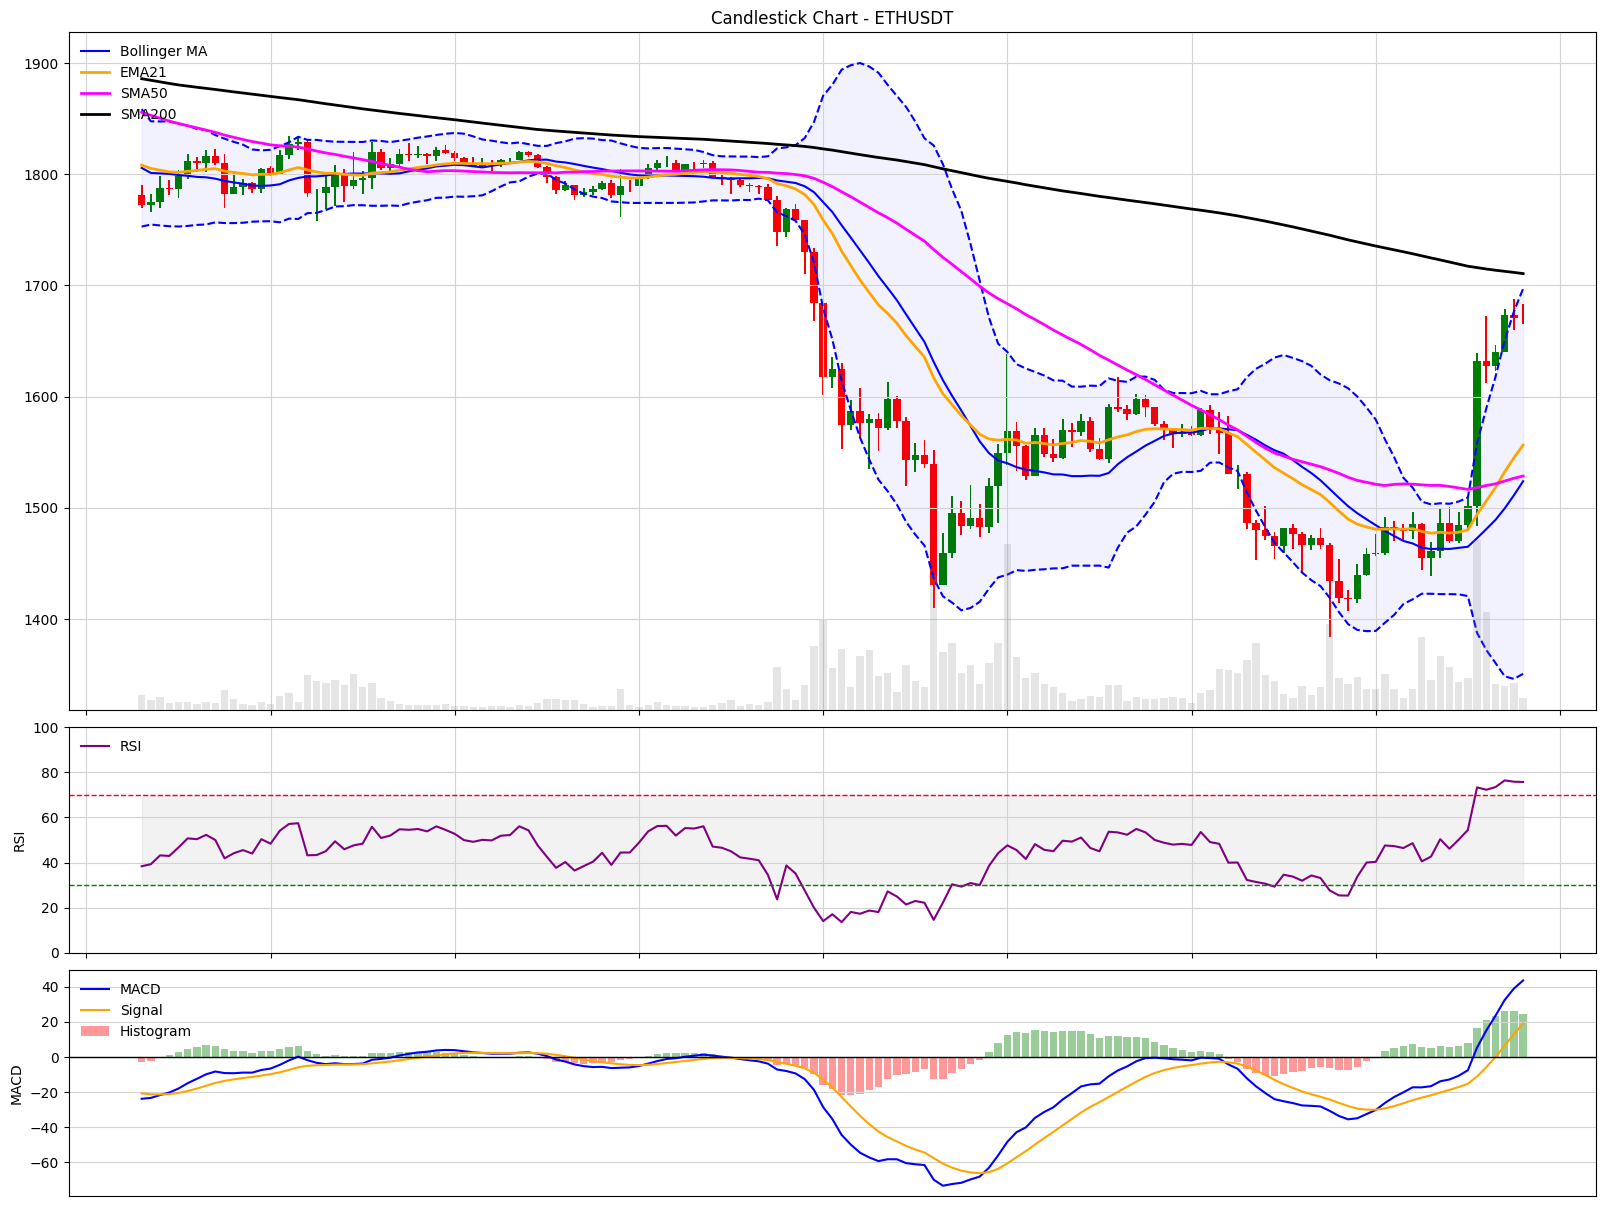 Candlestick Chart - ETHUSDT
Bollinger MA
EMA21
SMA50
SMA200
1900
1800
1700
1600
1500
1400
RSI
100
80
60
40
20
0
RSI
MACD
Signal
Histogram
40
20
0
−20
−40
−60
MACD